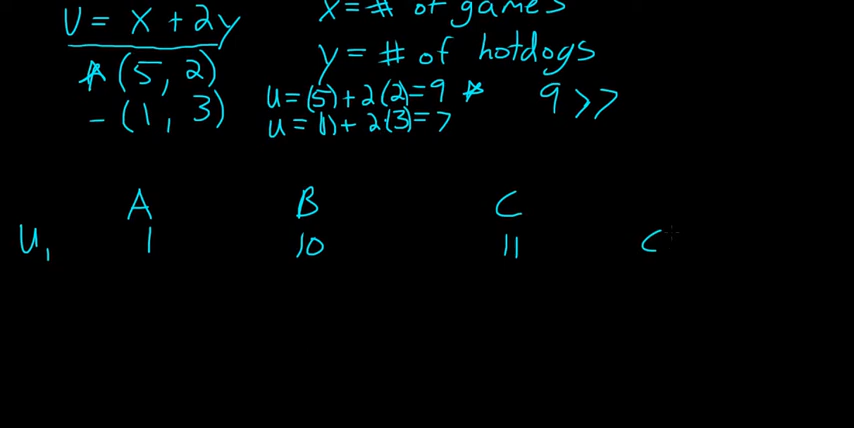 U = x + 2y
x = # of games
y = # of hotdogs
* (5, 2)
- (1, 3)
u = (5) + 2(2) = 9 *
u = (1) + 2(3) = 7
9 > 7
A B C
U₁ 1 10 11 C